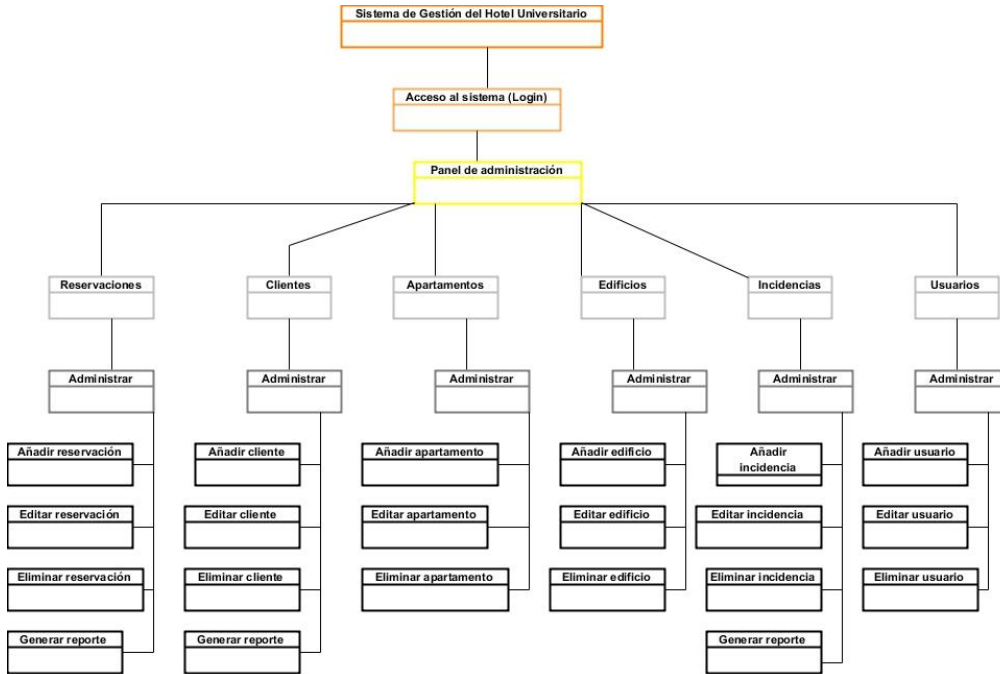 Sistema de Gestión del Hotel Universitario
Acceso al sistema (Login)
Panel de administración
Reservaciones
Clientes
Apartamentos
Edificios
Incidencias
Usuarios
Administrar
Administrar
Administrar
Administrar
Administrar
Administrar
Añadir reservación
Añadir cliente
Añadir apartamento
Añadir edificio
Añadir
incidencia
Añadir usuario
Editar reservación
Editar cliente
Editar apartamento
Editar edificio
Editar incidencia
Editar usuario
Eliminar reservación
Eliminar cliente
Eliminar apartamento
Eliminar edificio
Eliminar incidencia
Eliminar usuario
Generar reporte
Generar reporte
Generar reporte